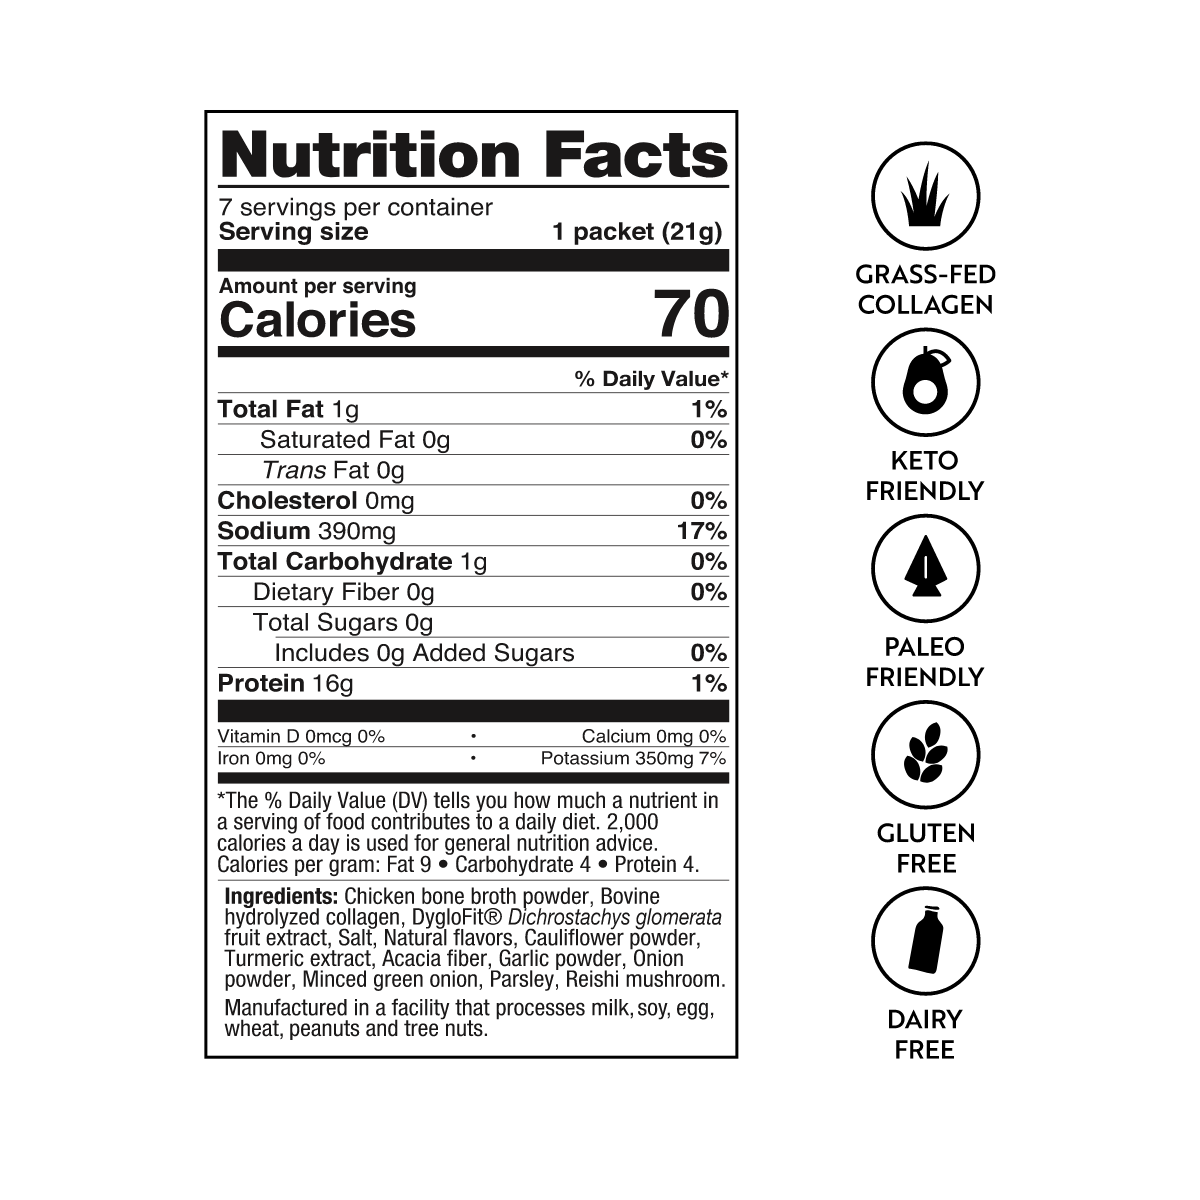 Nutrition Facts
7 servings per container
Serving size 1 packet (21g)
Amount per serving
Calories 70
% Daily Value*
Total Fat 1g 1%
Saturated Fat 0g 0%
Trans Fat 0g
Cholesterol 0mg 0%
Sodium 390mg 17%
Total Carbohydrate 1g 0%
Dietary Fiber 0g 0%
Total Sugars 0g
Includes 0g Added Sugars 0%
Protein 16g 1%
Vitamin D 0mcg 0% • Calcium 0mg 0%
Iron 0mg 0% • Potassium 350mg 7%
*The % Daily Value (DV) tells you how much a nutrient in
a serving of food contributes to a daily diet. 2,000
calories a day is used for general nutrition advice.
Calories per gram: Fat 9 • Carbohydrate 4 • Protein 4.
Ingredients: Chicken bone broth powder, Bovine
hydrolyzed collagen, DygloFit® Dichrostachys glomerata
fruit extract, Salt, Natural flavors, Cauliflower powder,
Turmeric extract, Acacia fiber, Garlic powder, Onion
powder, Minced green onion, Parsley, Reishi mushroom.
Manufactured in a facility that processes milk, soy, egg,
wheat, peanuts and tree nuts.
GRASS-FED
COLLAGEN
KETO
FRIENDLY
PALEO
FRIENDLY
GLUTEN
FREE
DAIRY
FREE